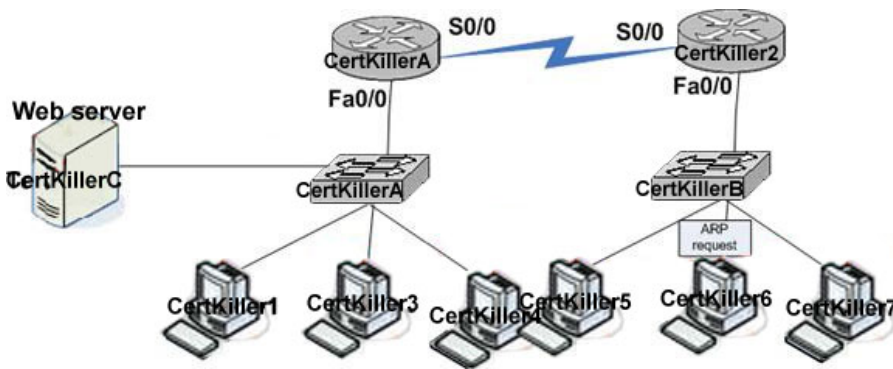 S0/0
S0/0
CertKillerA
CertKiller2
Fa0/0
Fa0/0
Web server
CertKillerC
CertKillerA
CertKillerB
ARP
request
CertKiller1
CertKiller3
CertKiller4
CertKiller5
CertKiller6
CertKiller7